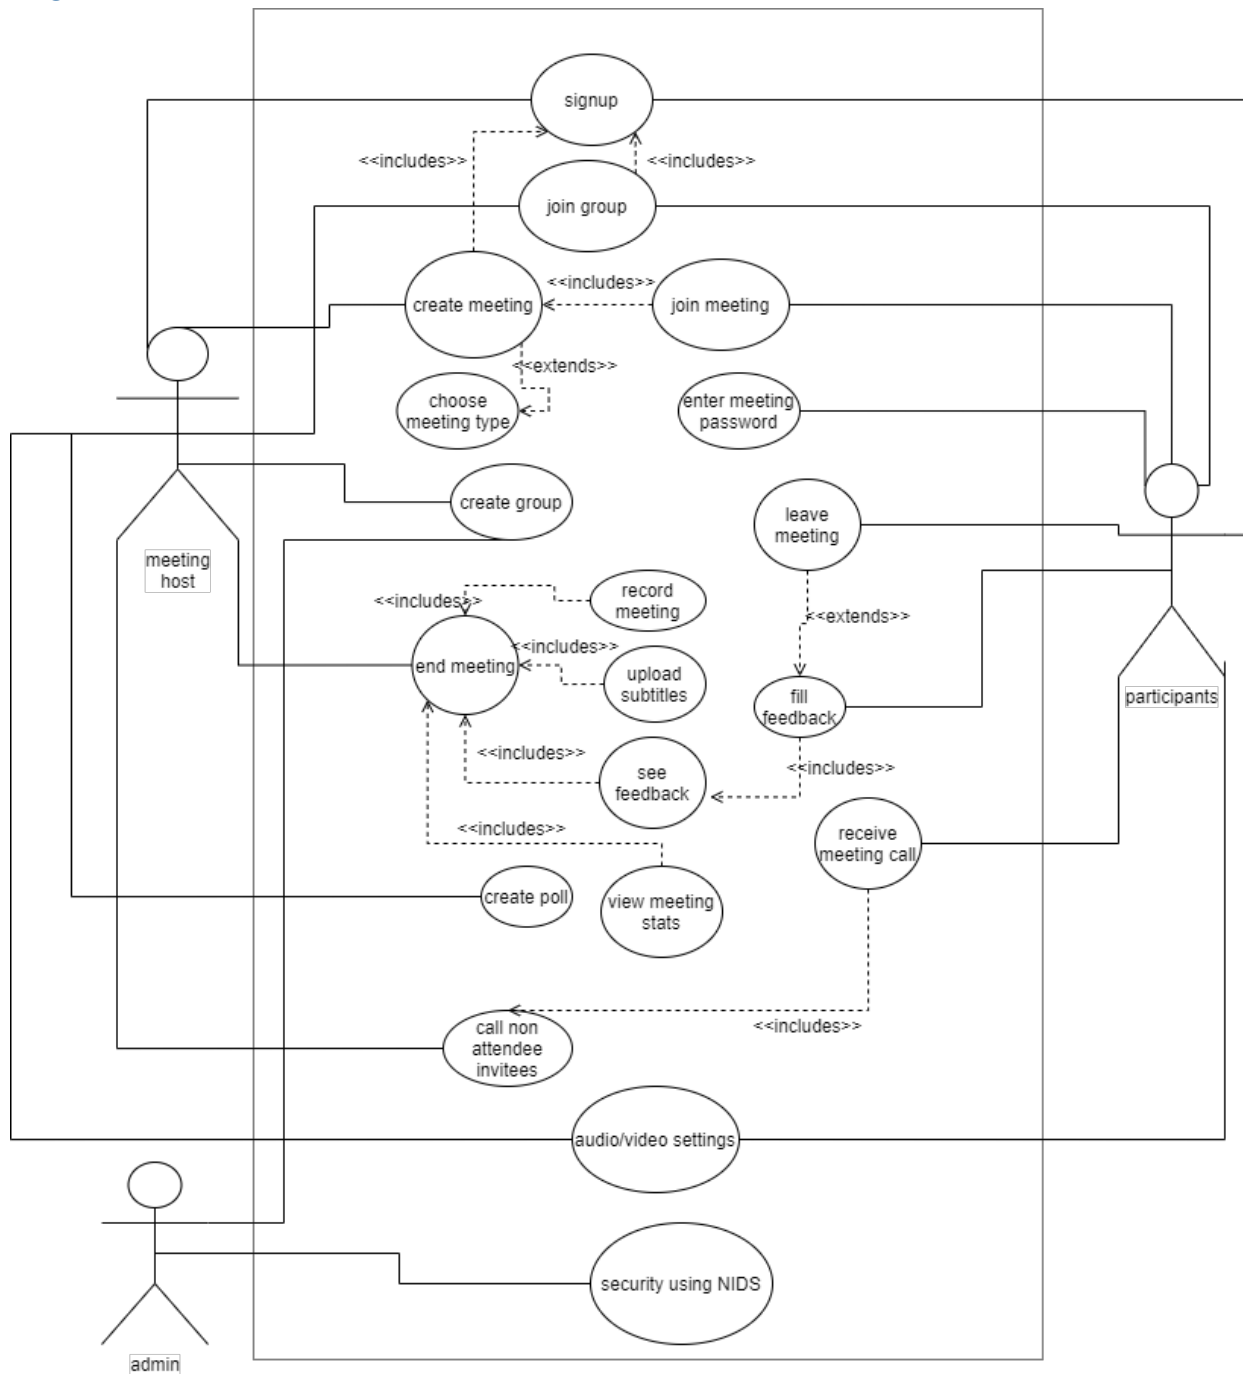 signup
<<includes>>
<<includes>>
join group
<<includes>>
create meeting
join meeting
<<extends>>
choose
meeting type
enter meeting
password
create group
leave
meeting
meeting
host
record
meeting
<<includes>>
<<extends>>
<<includes>>
end meeting
upload
subtitles
participants
fill
feedback
<<includes>>
see
feedback
<<includes>>
<<includes>>
receive
meeting call
create poll
view meeting
stats
<<includes>>
call non
attendee
invitees
audio/video settings
security using NIDS
admin